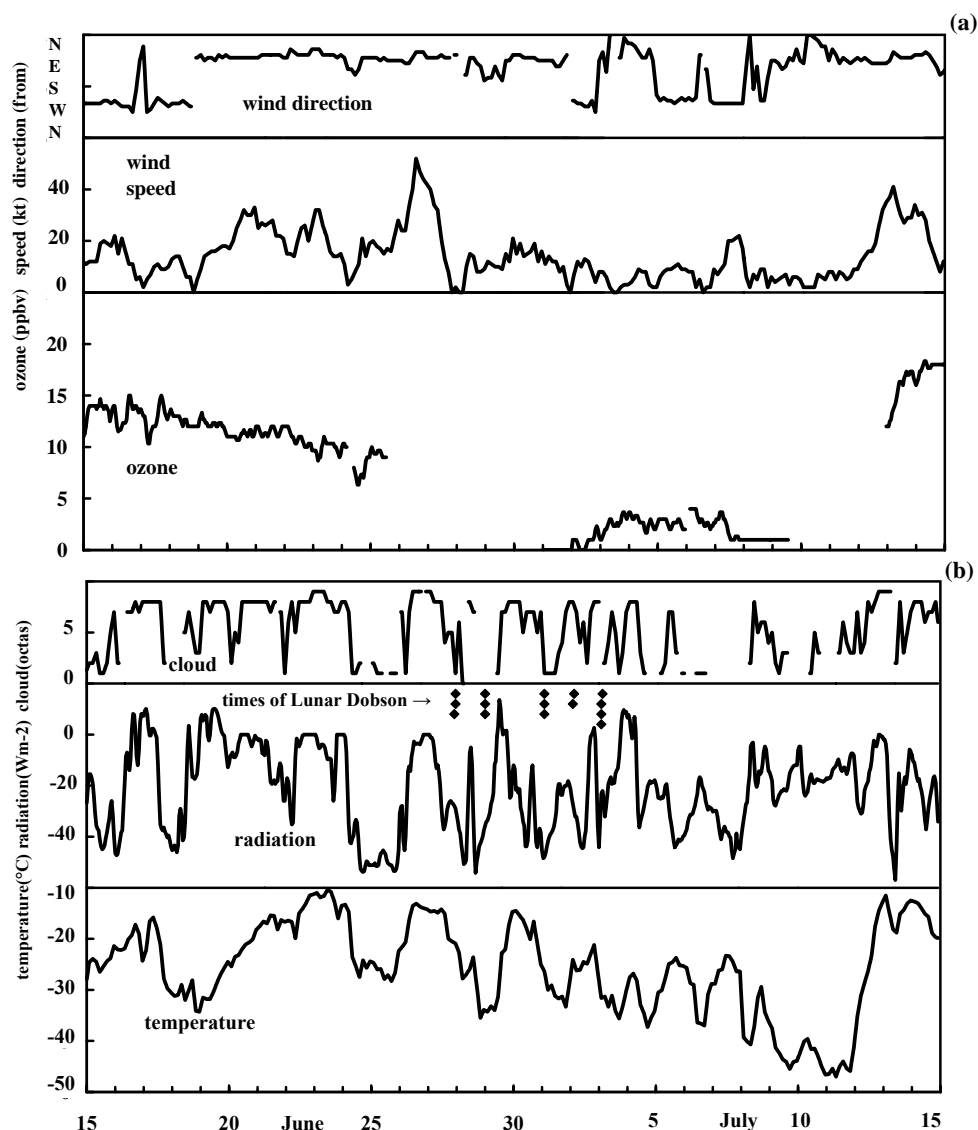 (a)
N
E
S
W
N
wind direction
wind
speed
40
20
0
ozone
20
15
10
5
0
ozone (ppbv) speed (kt) direction (from)
(b)
5
0
cloud
times of Lunar Dobson →
0
-20
-40
radiation
-10
-20
-30
-40
-50
temperature
temperature(°C) radiation(Wm-2) cloud(octas)
15 20 June 25 30 5 July 10 15